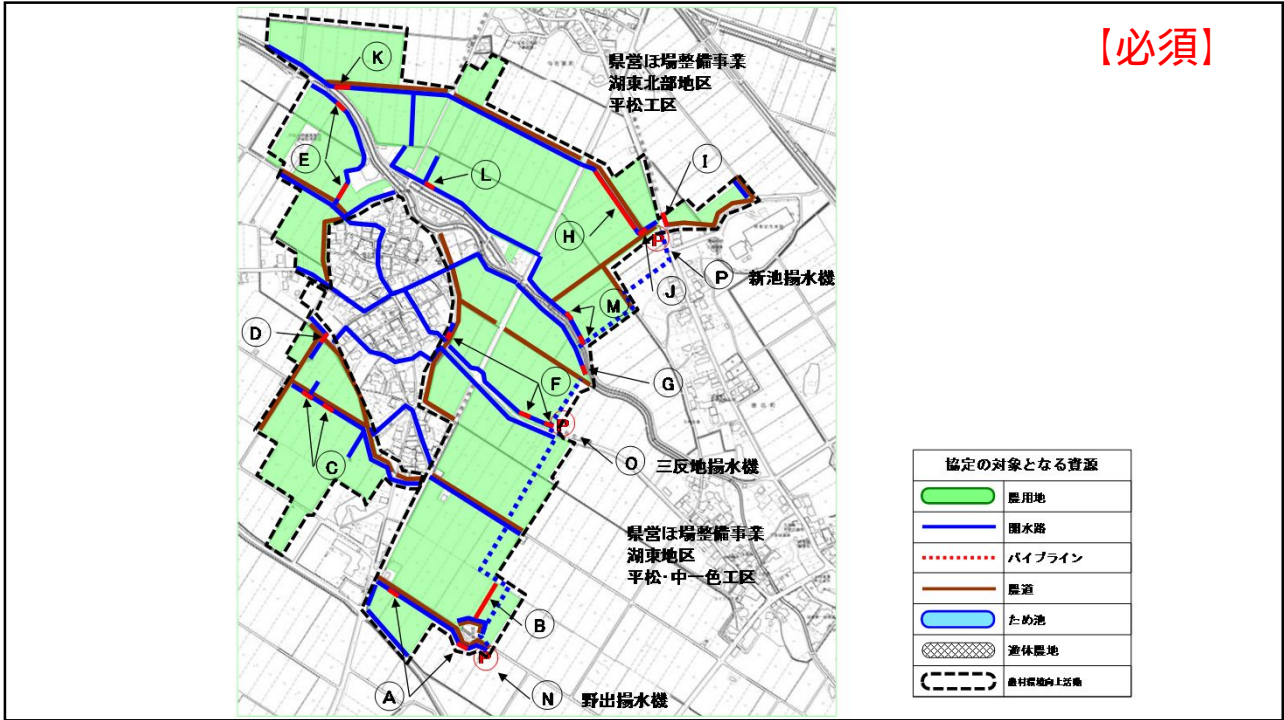 【必須】
県営ほ場整備事業
湖東北部地区
平松工区
K
I
E
L
H
P
P 新池揚水機
J
M
D
G
F
P
C
O 三反地揚水機
県営ほ場整備事業
湖東地区
平松・中一色工区
B
P
A
N 野出揚水機
協定の対象となる資源
農用地
開水路
パイプライン
農道
ため池
遊休農地
農村環境向上活動